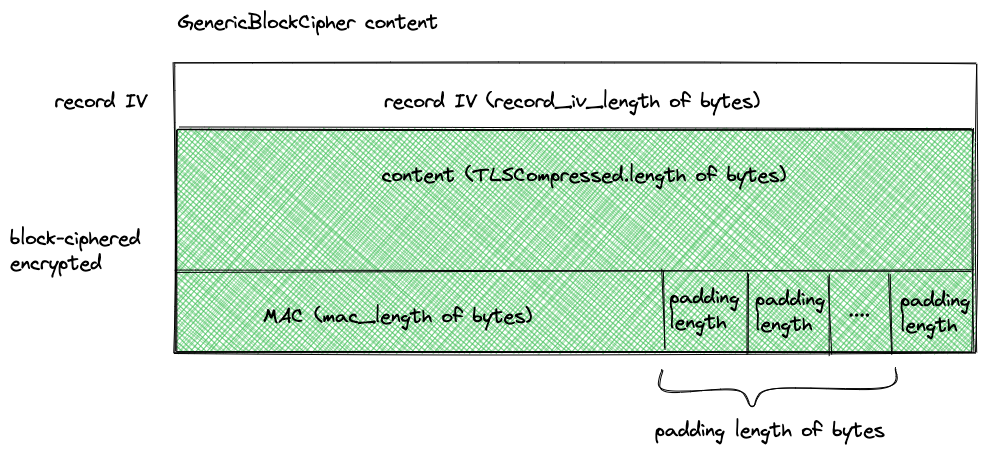 GenericBlockCipher content
record IV
record IV (record_iv_length of bytes)
content (TLSCompressed.length of bytes)
block-ciphered
encrypted
MAC (mac_length of bytes)
padding
length
padding
length
....
padding
length
padding length of bytes